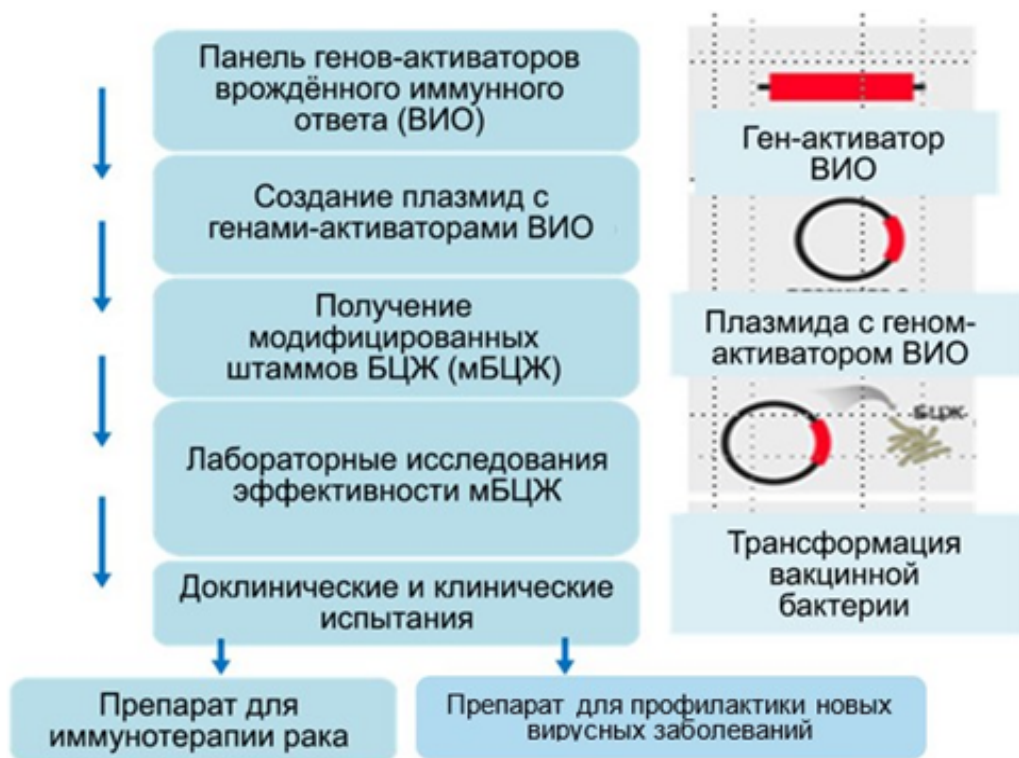 Панель генов-активаторов
врождённого иммунного
ответа (ВИО)
Создание плазмид с
генами-активаторами ВИО
Получение
модифицированных
штаммов БЦЖ (мБЦЖ)
Лабораторные исследования
эффективности мБЦЖ
Доклинические и клинические
испытания
Препарат для
иммунотерапии рака
Препарат для профилактики новых
вирусных заболеваний
Ген-активатор
ВИО
Плазмида с геном-
активатором ВИО
БЦЖ
Трансформация
вакцинной
бактерии